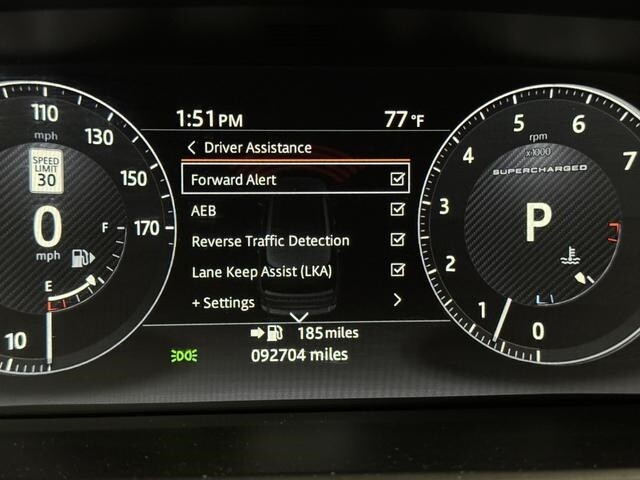 1:51 PM 77 °F
Driver Assistance
Forward Alert
AEB
Reverse Traffic Detection
Lane Keep Assist (LKA)
+ Settings
185 miles
092704 miles
110
mph
130
150
170
10
SPEED
LIMIT
30
0
mph
F
E
5
6
rpm
x1000
4
7
SUPERCHARGED
3
P
2
1
0